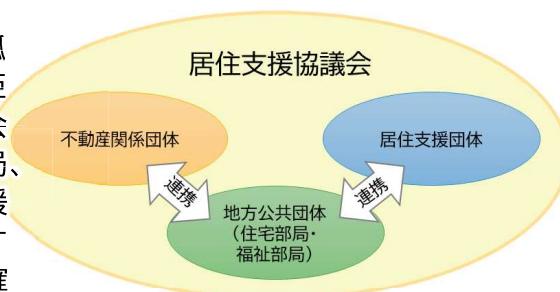 居住支援協議会
不動産関係団体
居住支援団体
連携
連携
地方公共団体
（住宅部局・
福祉部局）
局、
援